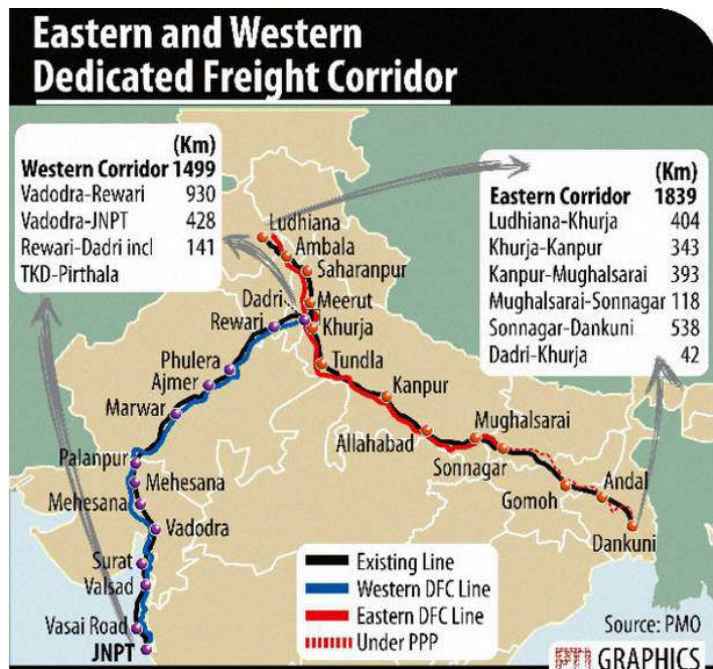 Eastern and Western
Dedicated Freight Corridor
(Km)
Western Corridor 1499
Vadodra-Rewari 930
Vadodra-JNPT 428
Rewari-Dadri incl 141
TKD-Pirthala
(Km)
Eastern Corridor 1839
Ludhiana-Khurja 404
Khurja-Kanpur 343
Kanpur-Mughalsarai 393
Mughalsarai-Sonnagar 118
Sonnagar-Dankuni 538
Dadri-Khurja 42
Ludhiana
Ambala
Saharanpur
Dadri
Meerut
Rewari
Khurja
Phulera
Tundla
Ajmer
Kanpur
Marwar
Allahabad
Mughalsarai
Palanpur
Sonnagar
Mehesana
Andal
Mehesana
Gomoh
Vadodra
Dankuni
Surat
Valsad
Vasai Road
JNPT
Existing Line
Western DFC Line
Eastern DFC Line
Under PPP
Source: PMO
PTI GRAPHICS